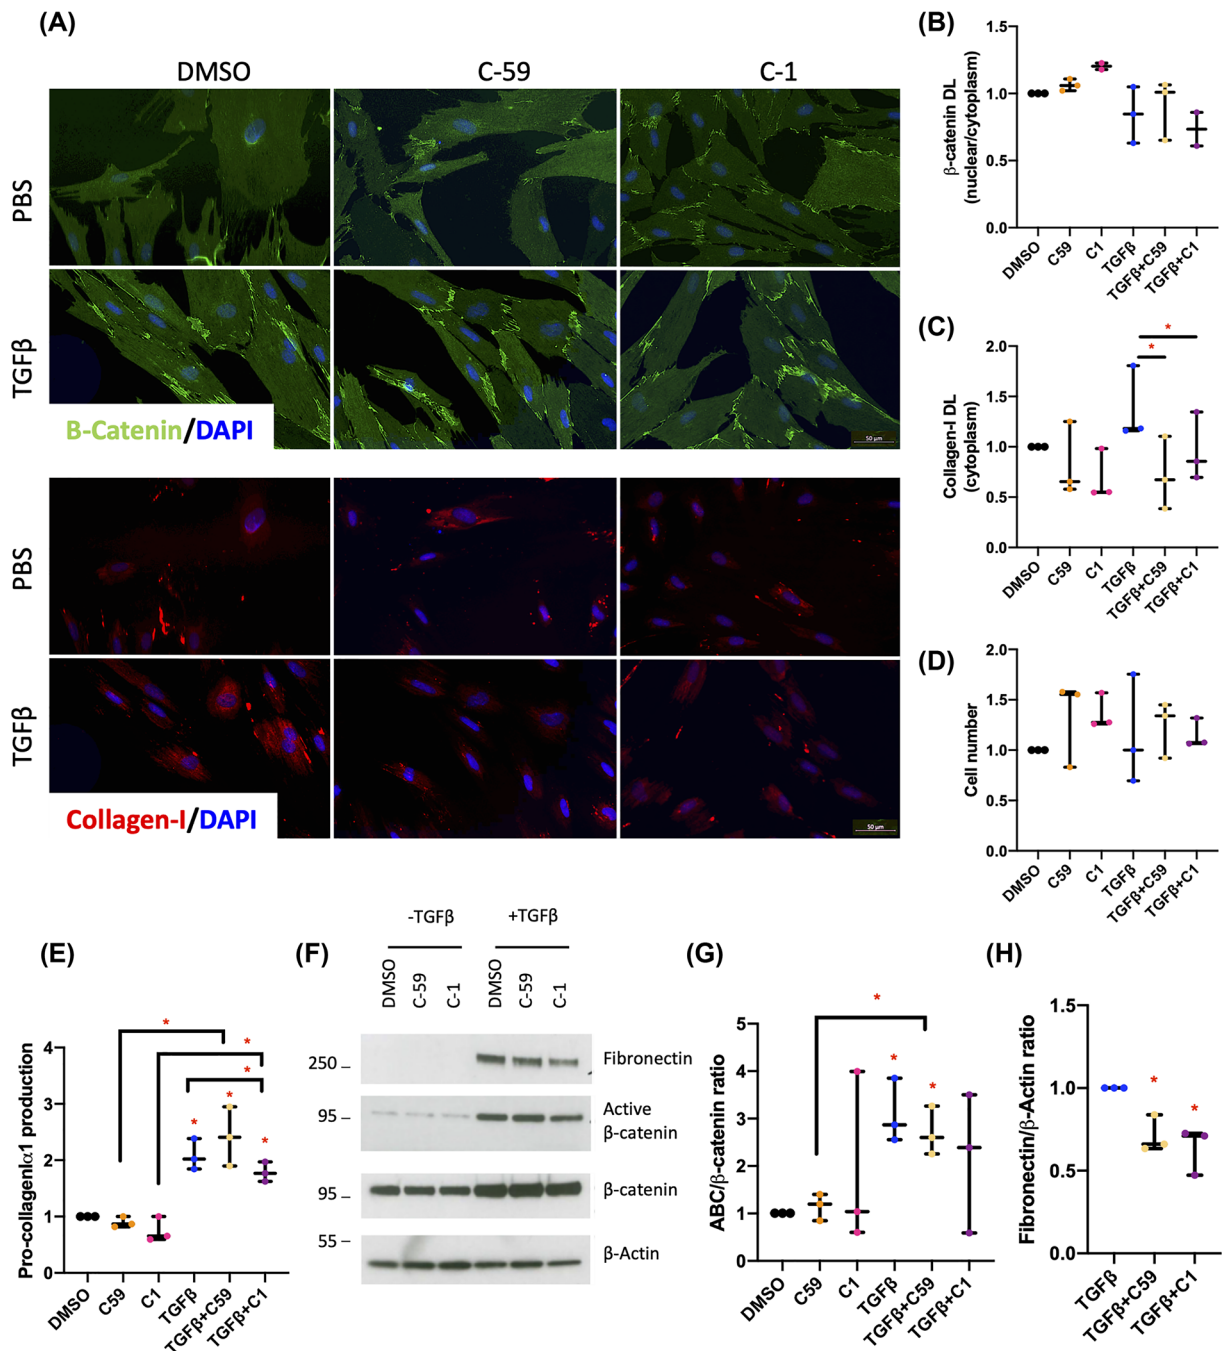 (A)
DMSO
C-59
C-1
PBS
TGFβ
B-Catenin/DAPI
50 µm
PBS
TGFβ
Collagen-I/DAPI
50 µm
(B)
β-catenin DL
(nuclear/cytoplasm)
1.5
1.0
0.5
0.0
DMSO
C59
C1
TGFβ
TGFβ+C59
TGFβ+C1
(C)
Collagen-I DL
(cytoplasm)
2.0
1.5
1.0
0.5
0.0
*
*
DMSO
C59
C1
TGFβ
TGFβ+C59
TGFβ+C1
(D)
Cell number
2.0
1.5
1.0
0.5
0.0
DMSO
C59
C1
TGFβ
TGFβ+C59
TGFβ+C1
(E)
Pro-collagenIα1 production
4
3
2
1
0
*
*
*
*
*
*
DMSO
C59
C1
TGFβ
TGFβ+C59
TGFβ+C1
(F)
-TGFβ
+TGFβ
DMSO
C-59
C-1
DMSO
C-59
C-1
250
Fibronectin
95
Active
β-catenin
95
β-catenin
55
β-Actin
(G)
ABC/β-catenin ratio
5
4
3
2
1
0
*
*
*
DMSO
C59
C1
TGFβ
TGFβ+C59
TGFβ+C1
(H)
Fibronectin/β-Actin ratio
1.5
1.0
0.5
0.0
*
*
TGFβ
TGFβ+C59
TGFβ+C1